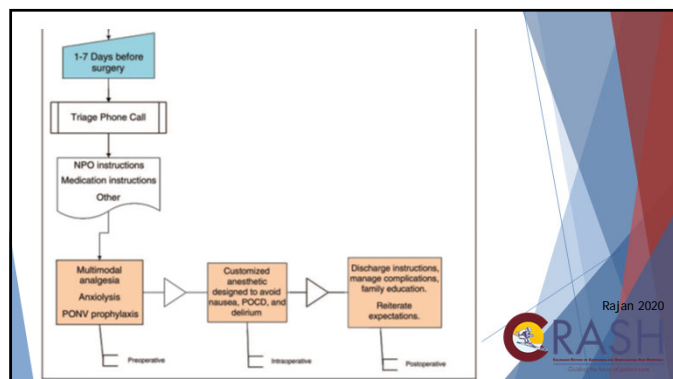 1-7 Days before
surgery
Triage Phone Call
NPO instructions
Medication instructions
Other
Multimodal
analgesia
Anxiolysis
PONV prophylaxis
Customized
anesthetic
designed to avoid
nausea, POCD, and
delirium
Discharge instructions,
manage complications,
family education.
Reiterate
expectations.
Preoperative
Intraoperative
Postoperative
Rajan 2020
CRASH